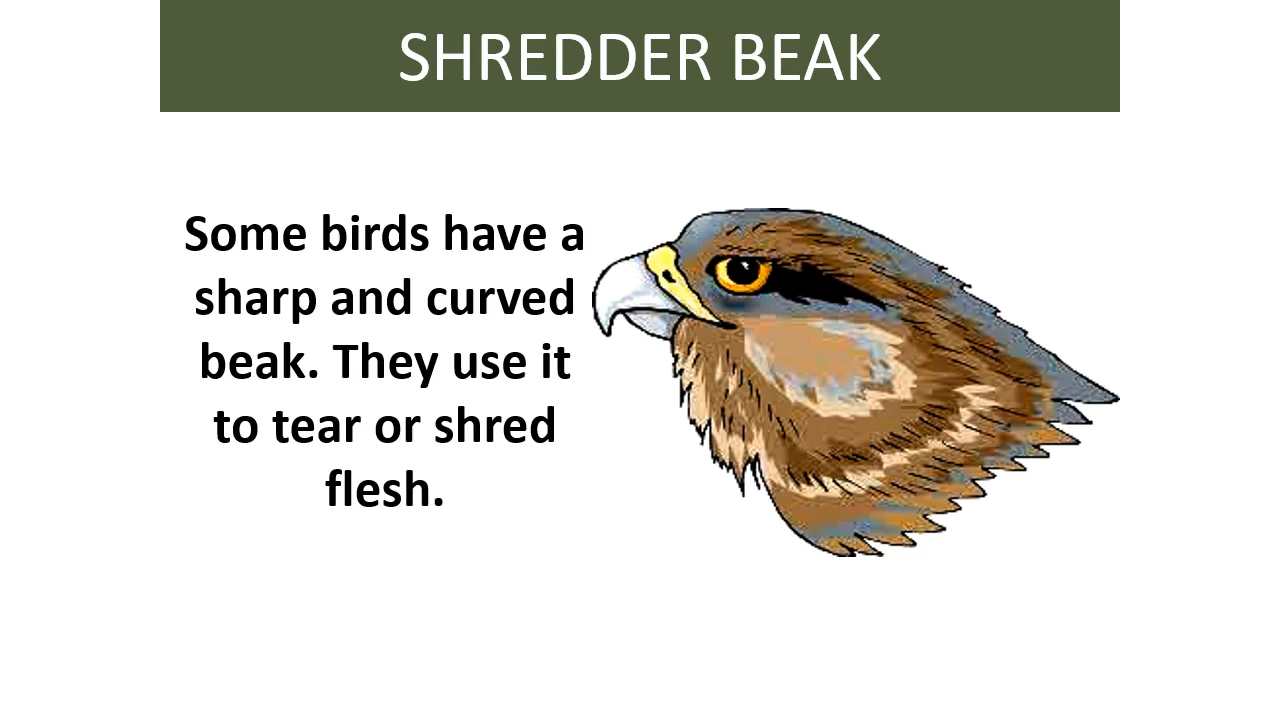 SHREDDER BEAK
Some birds have a
sharp and curved
beak. They use it
to tear or shred
flesh.